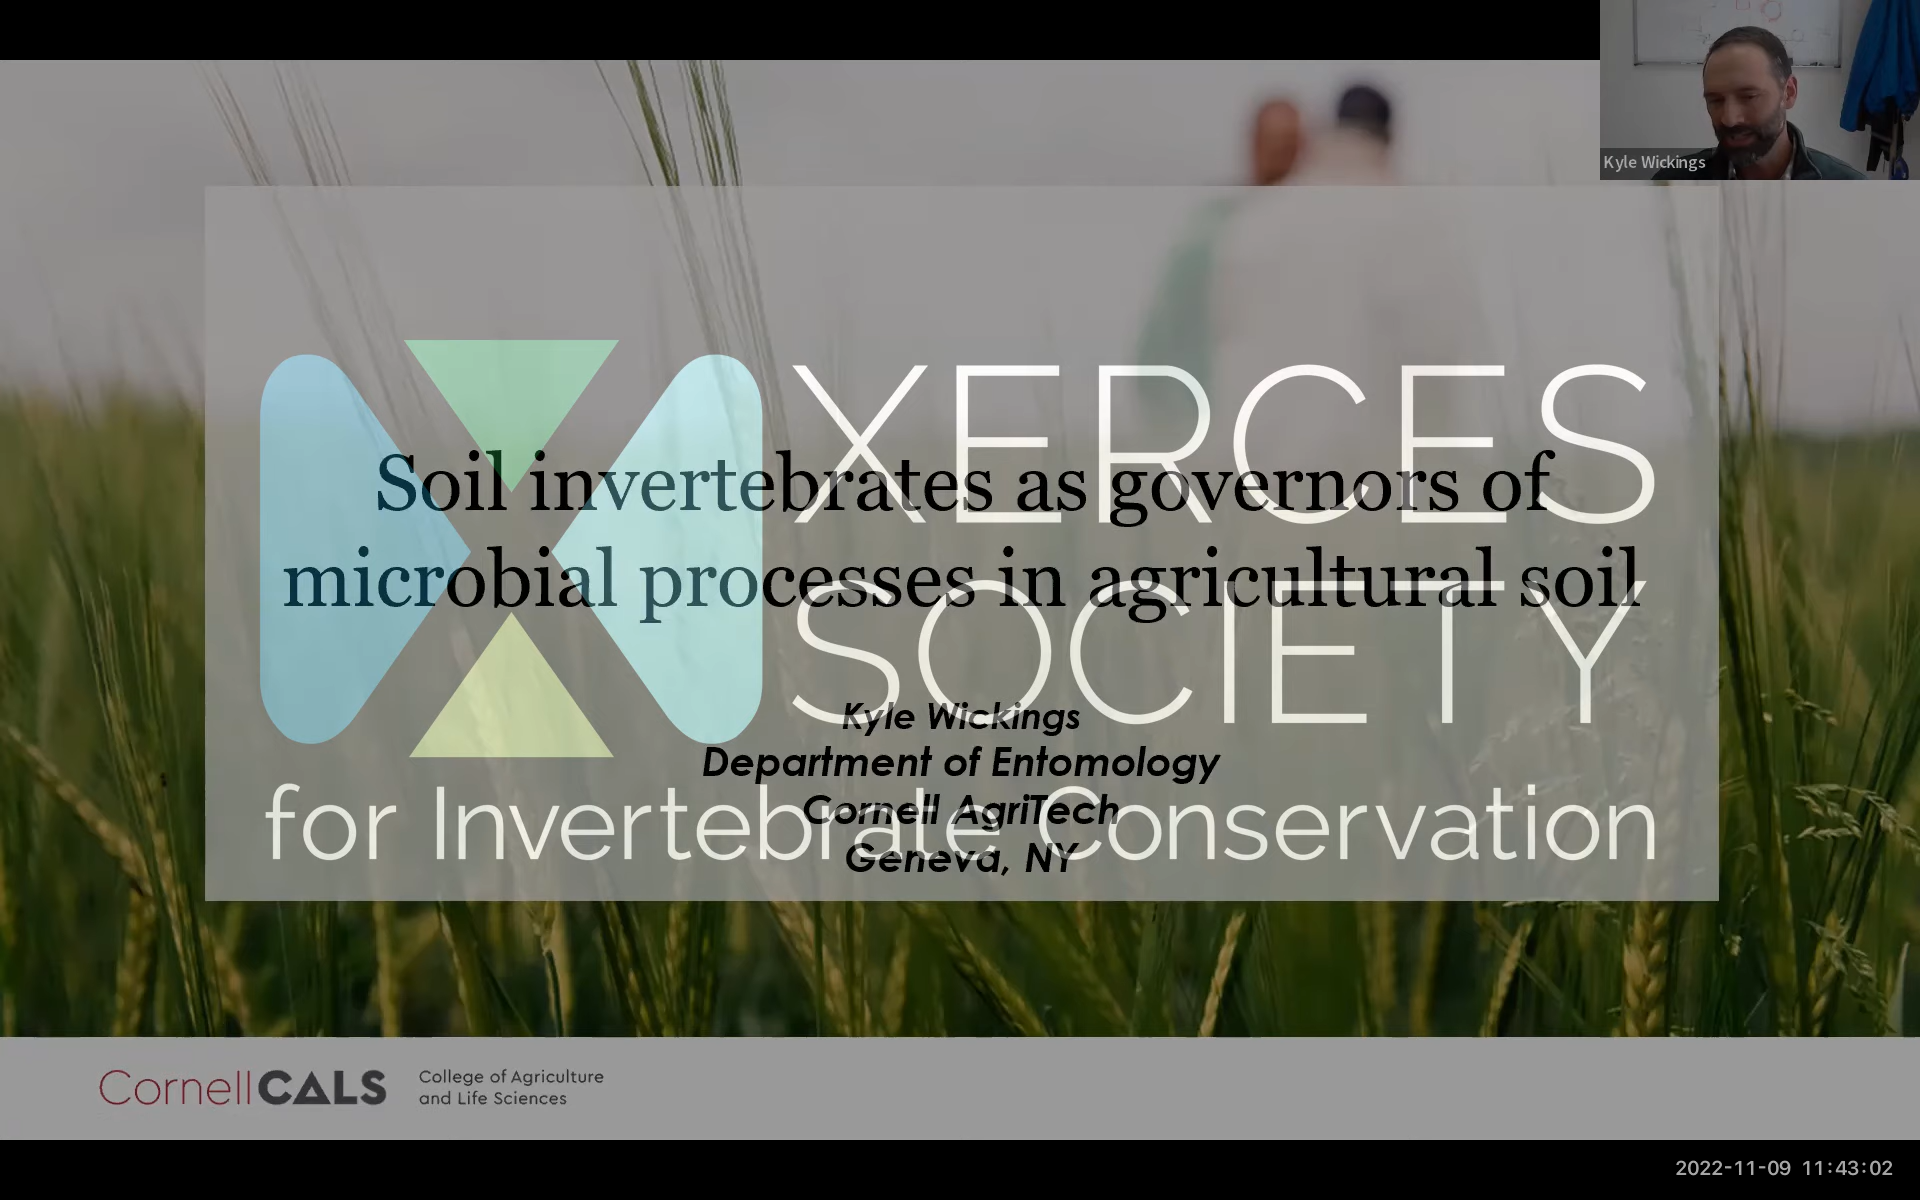 Kyle Wickings
XERCES
SOCIETY
for Invertebrate Conservation
Soil invertebrates as governors of
microbial processes in agricultural soil
Kyle Wickings
Department of Entomology
Cornell AgriTech
Geneva, NY
CornellCALS
College of Agriculture
and Life Sciences
2022-11-09 11:43:02